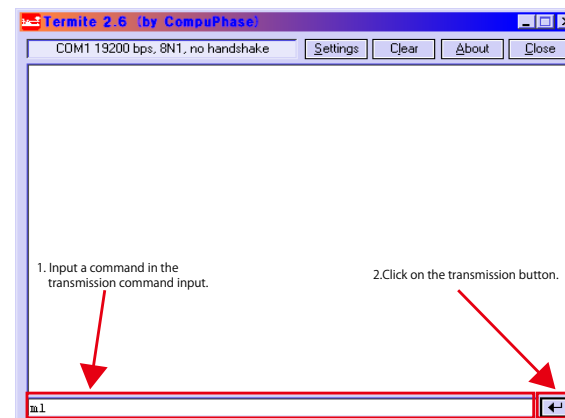 Termite 2.6 (by CompuPhase)
COM1 19200 bps, 8N1, no handshake Settings Clear About Close
1. Input a command in the
transmission command input.
2.Click on the transmission button.
ml